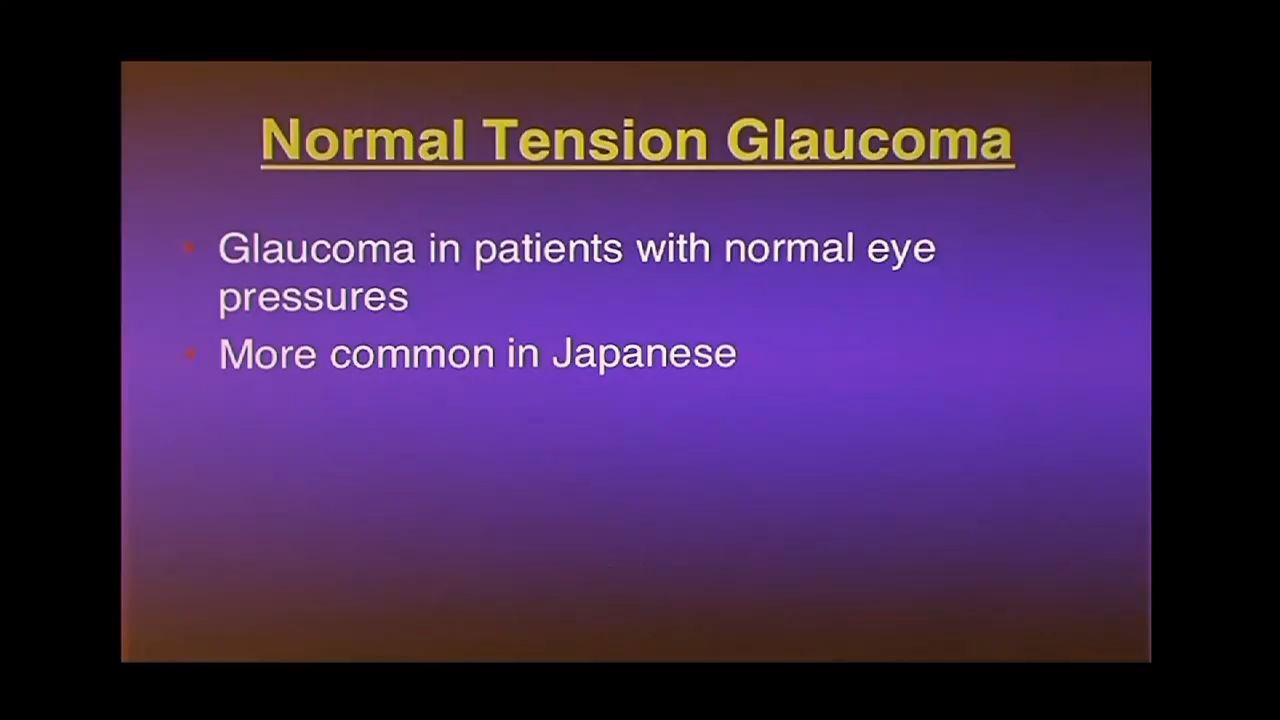 Normal Tension Glaucoma
• Glaucoma in patients with normal eye
pressures
• More common in Japanese